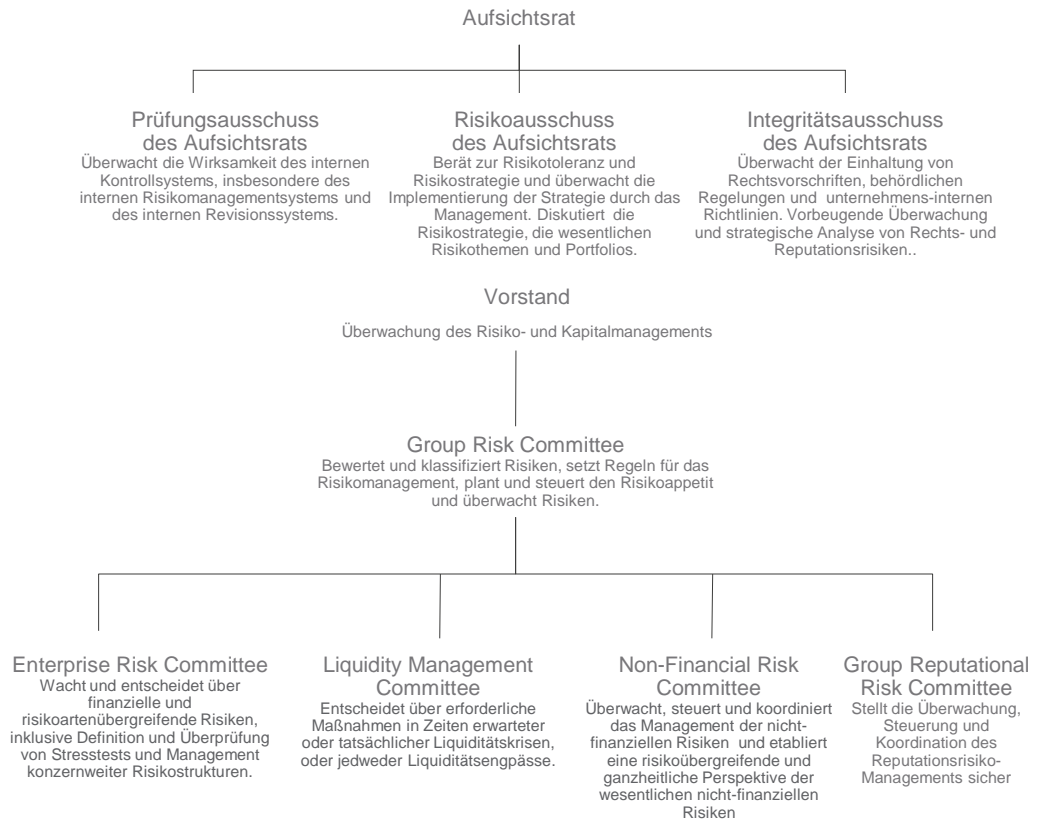 Aufsichtsrat
Prüfungsausschuss
des Aufsichtsrats
Überwacht die Wirksamkeit des internen
Kontrollsystems, insbesondere des
internen Risikomanagementsystems und
des internen Revisionssystems.
Risikoausschuss
des Aufsichtsrats
Berät zur Risikotoleranz und
Risikostrategie und überwacht die
Implementierung der Strategie durch das
Management. Diskutiert die
Risikostrategie, die wesentlichen
Risikothemen und Portfolios.
Integritätsausschuss
des Aufsichtsrats
Überwacht der Einhaltung von
Rechtsvorschriften, behördlichen
Regelungen und unternehmens-internen
Richtlinien. Vorbeugende Überwachung
und strategische Analyse von Rechts- und
Reputationsrisiken..
Vorstand
Überwachung des Risiko- und Kapitalmanagements
Group Risk Committee
Bewertet und klassifiziert Risiken, setzt Regeln für das
Risikomanagement, plant und steuert den Risikoappetit
und überwacht Risiken.
Enterprise Risk Committee
Wacht und entscheidet über
finanzielle und
risikoartenübergreifende Risiken,
inklusive Definition und Überprüfung
von Stresstests und Management
konzernweiter Risikostrukturen.
Liquidity Management
Committee
Entscheidet über erforderliche
Maßnahmen in Zeiten erwarteter
oder tatsächlicher Liquiditätskrisen,
oder jedweder Liquiditätsengpässe.
Non-Financial Risk
Committee
Überwacht, steuert und koordiniert
das Management der nicht-
finanziellen Risiken und etabliert
eine risikoübergreifende und
ganzheitliche Perspektive der
wesentlichen nicht-finanziellen
Risiken
Group Reputational
Risk Committee
Stellt die Überwachung,
Steuerung und
Koordination des
Reputationsrisiko-
Managements sicher